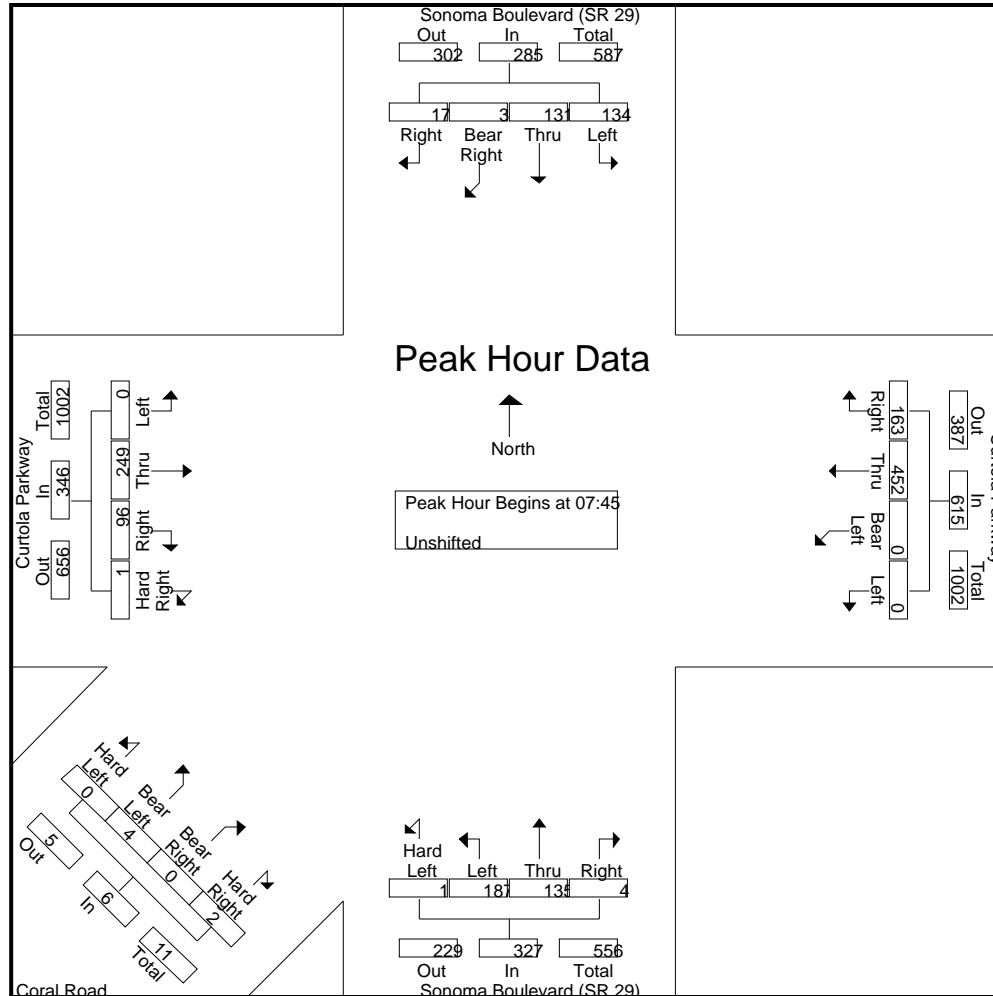 Sonoma Boulevard (SR 29)
Out In Total
302 285 587
17 3 131 134
Right Bear Right Thru Left
Peak Hour Data
North
Peak Hour Begins at 07:45
Unshifted
Curtola Parkway
Total In Out
1002 346 656
0 249 96 1
Left Thru Right Hard Right
Out In Total
387 615 1002
163 452 0 0
Right Thru Bear Left Left
Hard Left Bear Left Bear Right Hard Right
0 4 0 2
5 6 11
Out In Total
Coral Road
Hard
Left Left Thru Right
1 187 135 4
229 327 556
Out In Total
Sonoma Boulevard (SR 29)